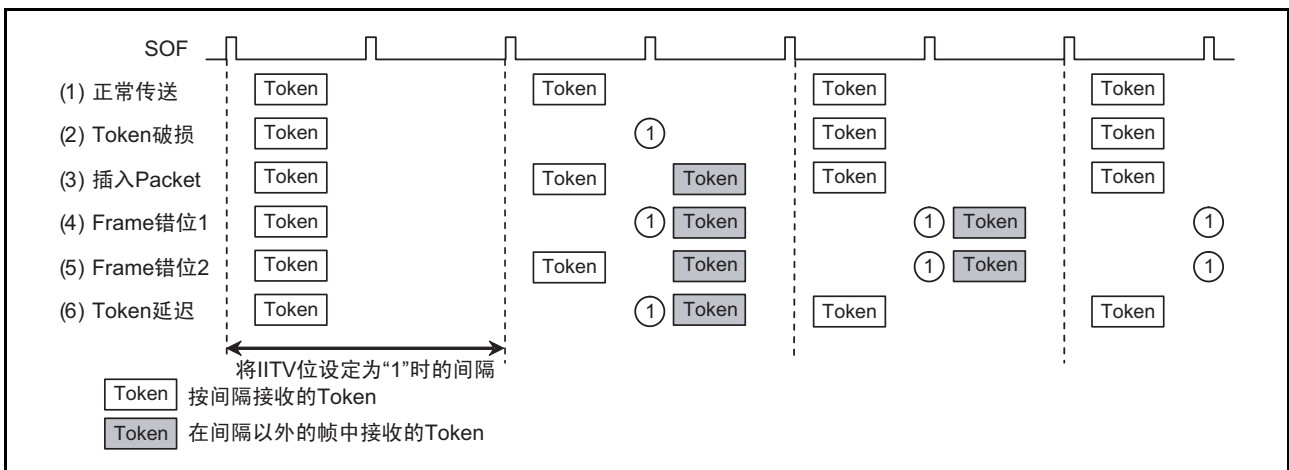 SOF
(1) 正常传送 Token Token Token Token
(2) Token破损 Token 1 Token Token
(3) 插入Packet Token Token Token Token Token
(4) Frame错位1 Token 1 Token 1 Token 1
(5) Frame错位2 Token Token Token 1 Token 1
(6) Token延迟 Token 1 Token Token Token
将IITV位设定为“1”时的间隔
Token 按间隔接收的Token
Token 在间隔以外的帧中接收的Token